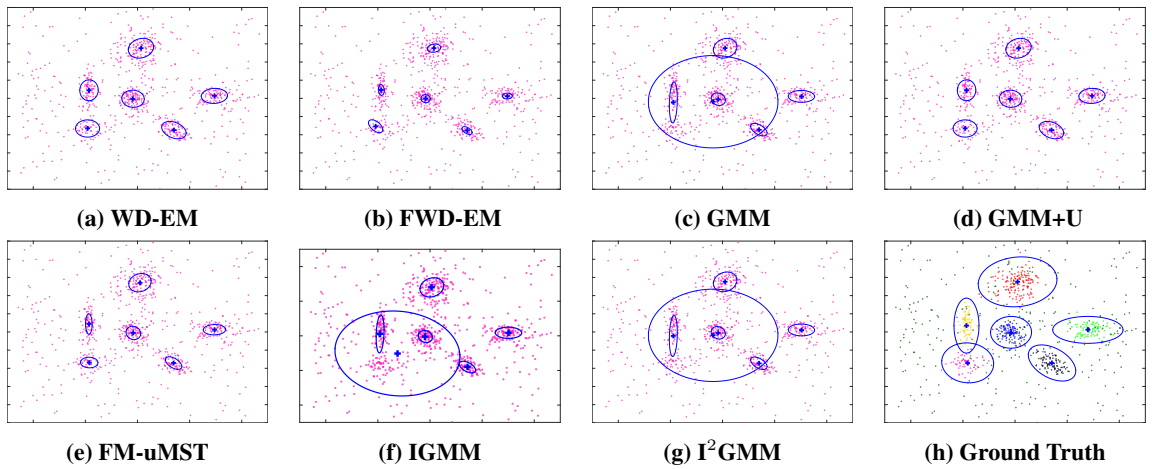 (a) WD-EM
(b) FWD-EM
(c) GMM
(d) GMM+U
(e) FM-uMST
(f) IGMM
(g) I²GMM
(h) Ground Truth